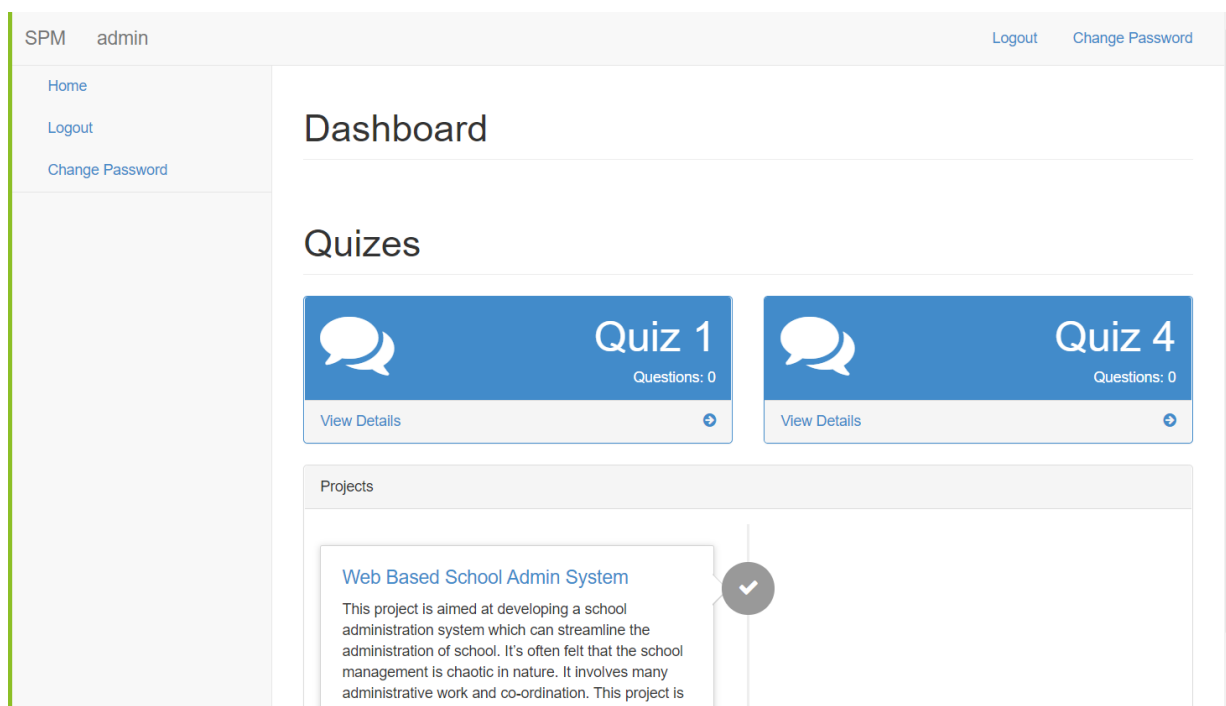 SPM admin Logout Change Password
Home
Logout
Change Password
Dashboard
Quizes
Quiz 1
Questions: 0
View Details
Quiz 4
Questions: 0
View Details
Projects
Web Based School Admin System
This project is aimed at developing a school
administration system which can streamline the
administration of school. It’s often felt that the school
management is chaotic in nature. It involves many
administrative work and co-ordination. This project is